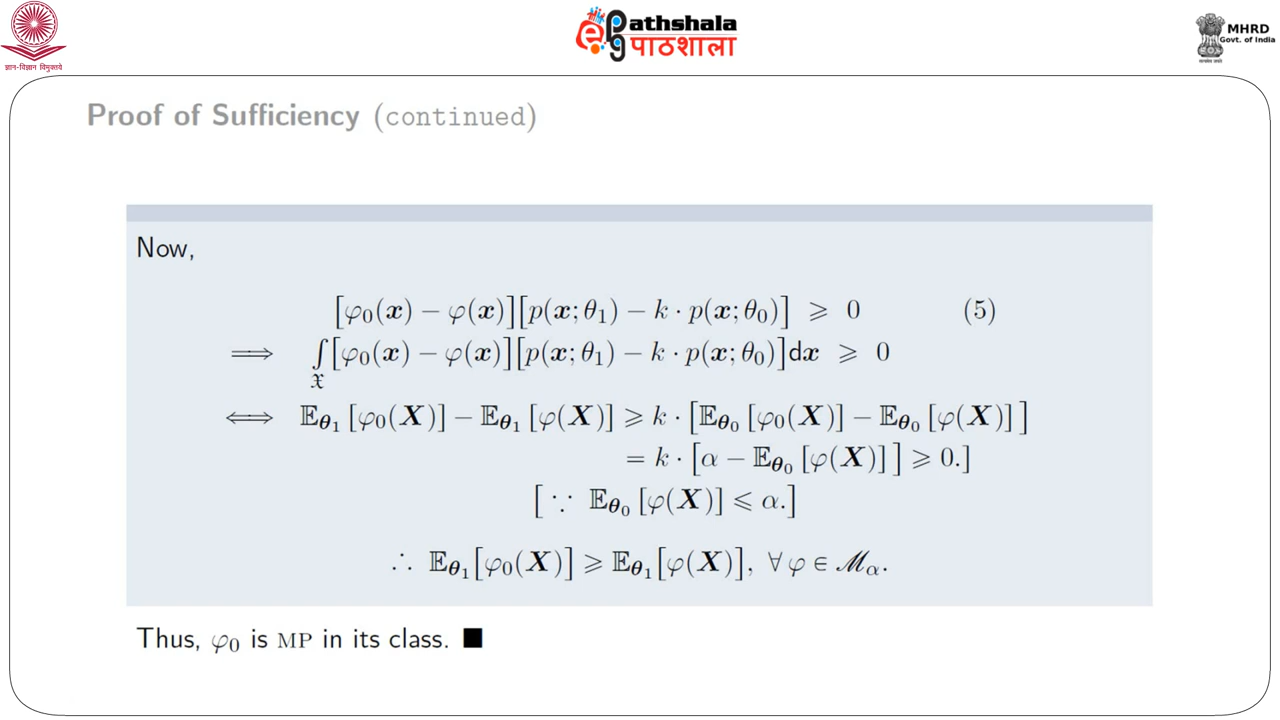 ज्ञान-विज्ञान विमुक्तये
e Pathshala
pg पाठशाला
MHRD
Govt. of India
Proof of Sufficiency (continued)
Now,
[φ₀(𝒙) − φ(𝒙)][p(𝒙; θ₁) − k · p(𝒙; θ₀)] ⩾ 0 (5)
⟹ ∫_𝔛 [φ₀(𝒙) − φ(𝒙)][p(𝒙; θ₁) − k · p(𝒙; θ₀)]d𝒙 ⩾ 0
⟺ 𝔼_θ₁ [φ₀(𝑿)] − 𝔼_θ₁ [φ(𝑿)] ⩾ k · [𝔼_θ₀ [φ₀(𝑿)] − 𝔼_θ₀ [φ(𝑿)]]
= k · [α − 𝔼_θ₀ [φ(𝑿)]] ⩾ 0.]
[∵ 𝔼_θ₀ [φ(𝑿)] ⩽ α.]
∴ 𝔼_θ₁[φ₀(𝑿)] ⩾ 𝔼_θ₁[φ(𝑿)], ∀ φ ∈ ℳ_α.
Thus, φ₀ is MP in its class. ■